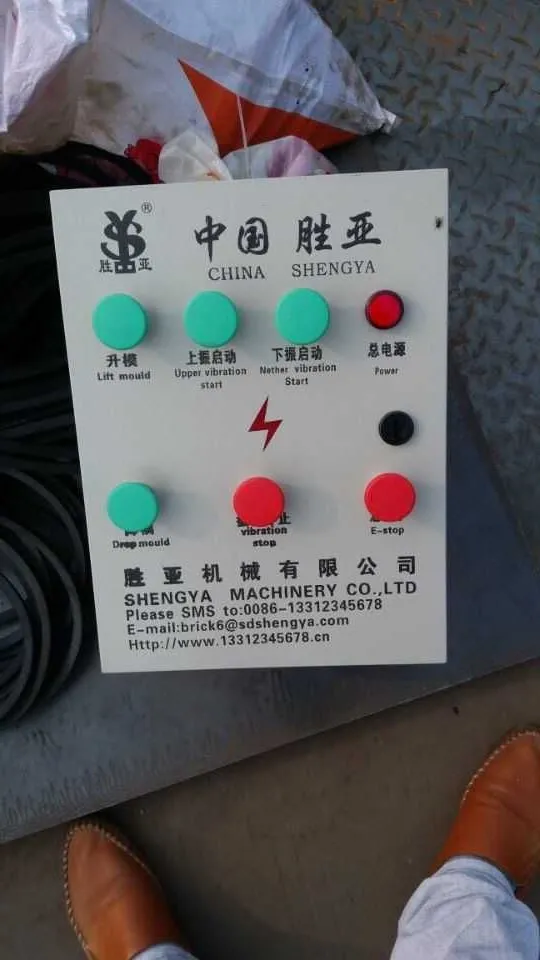 ®
胜亚
中国 胜亚
CHINA SHENGYA
升模
Lift mould
上振启动
Upper vibration
start
下振启动
Nether vibration
Start
总电源
Power
Drop mould
vibration
stop
E-stop
胜亚机械有限公司
SHENGYA MACHINERY CO.,LTD
Please SMS to:0086-13312345678
E-mail:brick6@sdshengya.com
Http://www.13312345678.cn